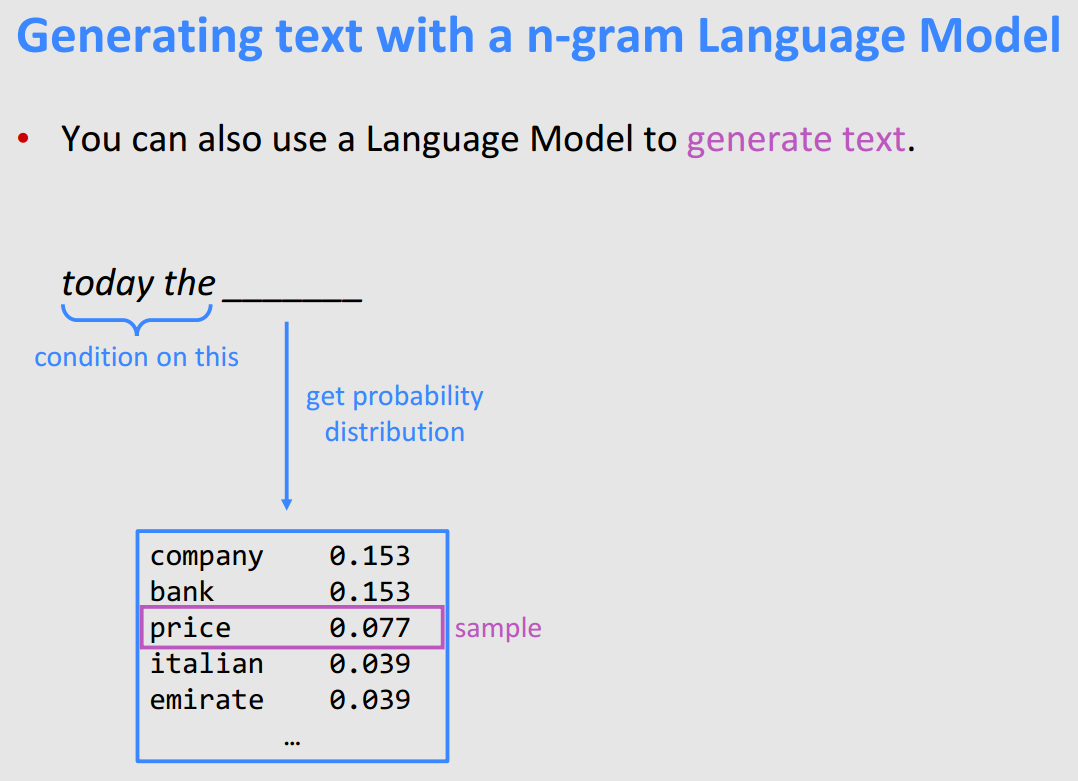 Generating text with a n-gram Language Model
• You can also use a Language Model to generate text.
today the _______
condition on this
get probability
distribution
company 0.153
bank 0.153
price 0.077 sample
italian 0.039
emirate 0.039
…